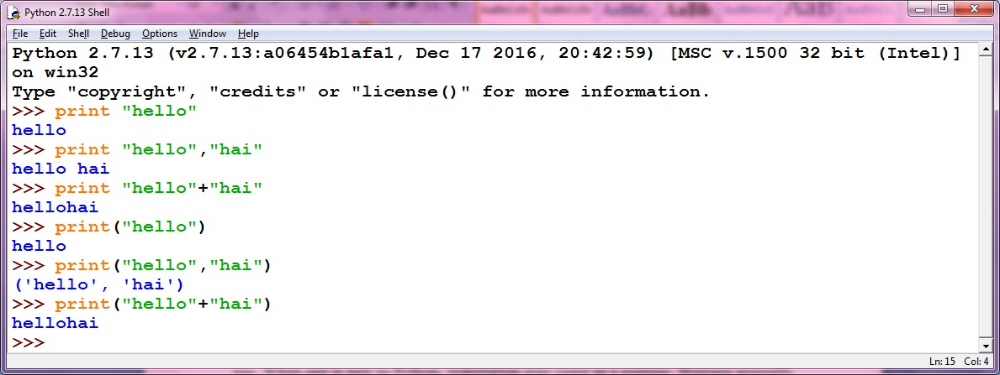 Python 2.7.13 Shell
File Edit Shell Debug Options Window Help
Python 2.7.13 (v2.7.13:a06454b1afa1, Dec 17 2016, 20:42:59) [MSC v.1500 32 bit (Intel)]
on win32
Type "copyright", "credits" or "license()" for more information.
>>> print "hello"
hello
>>> print "hello","hai"
hello hai
>>> print "hello"+"hai"
hellohai
>>> print("hello")
hello
>>> print("hello","hai")
('hello', 'hai')
>>> print("hello"+"hai")
hellohai
>>>
Ln: 15 Col: 4